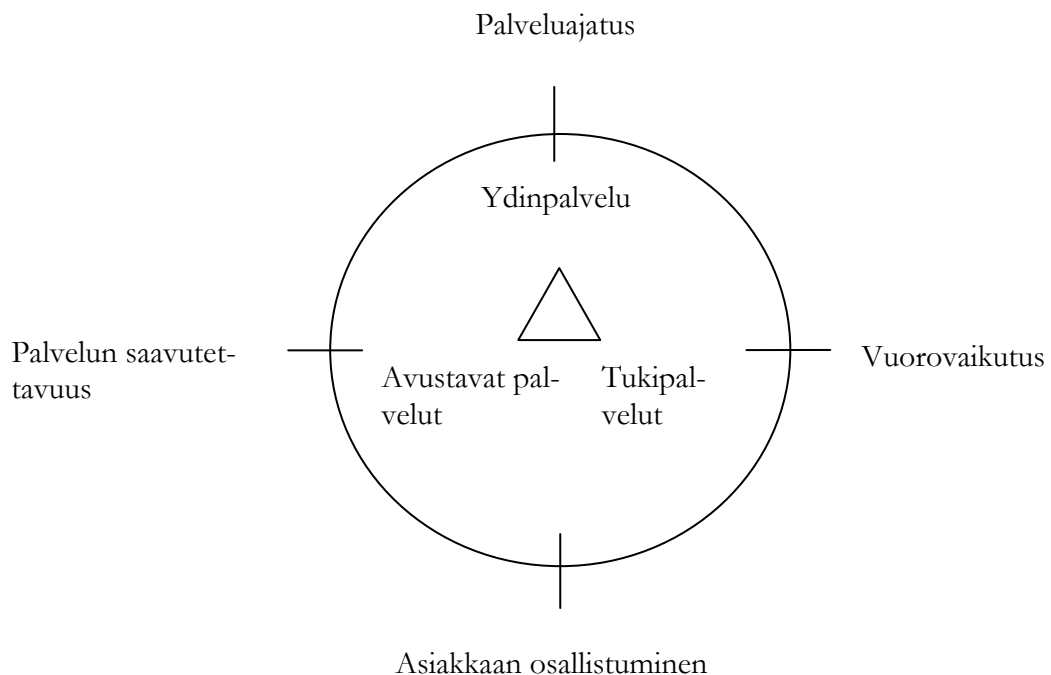 Palveluajatus
Ydinpalvelu
Palvelun saavutet-
tavuus
Avustavat pal-
velut
Tukipal-
velut
Vuorovaikutus
Asiakkaan osallistuminen